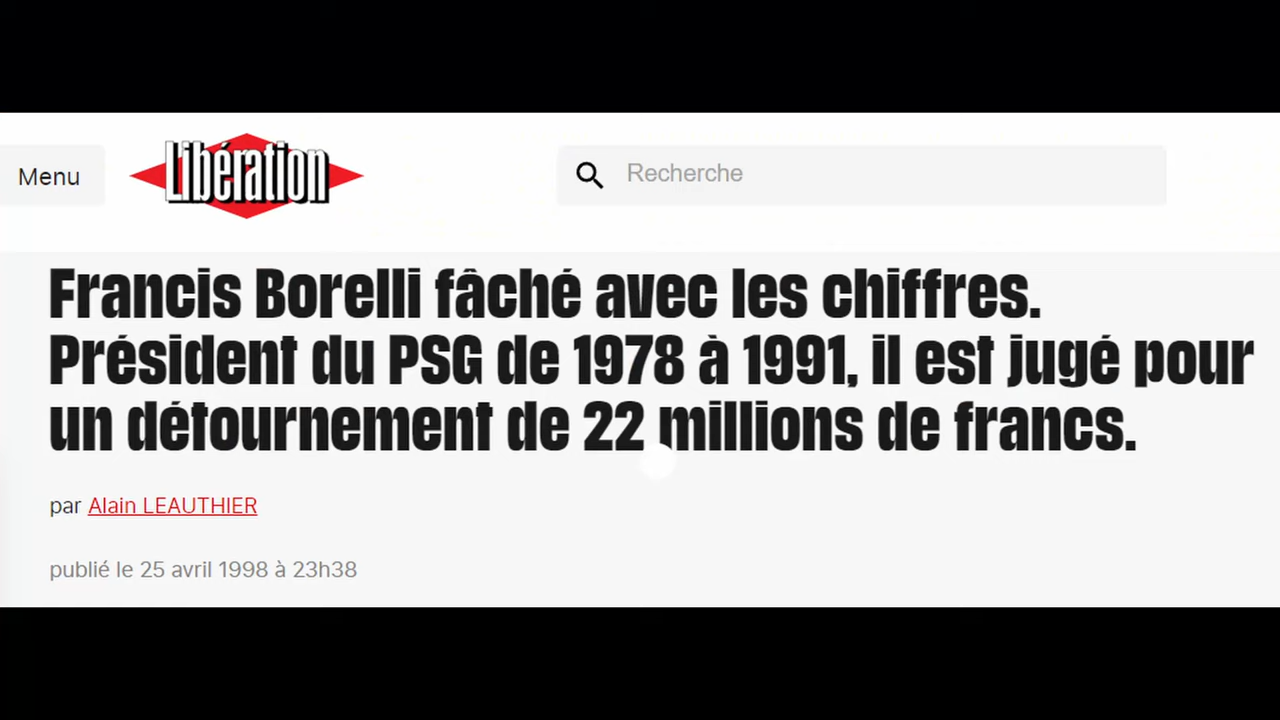 Menu
Libération
Recherche
Francis Borelli fâché avec les chiffres.
Président du PSG de 1978 à 1991, il est jugé pour
un détournement de 22 millions de francs.
par Alain LEAUTHIER
publié le 25 avril 1998 à 23h38